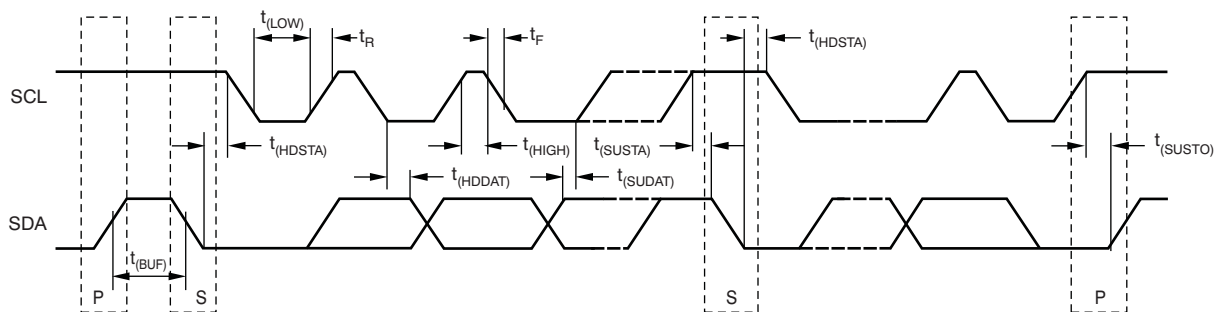 t(LOW)
tR
tF
t(HDSTA)
SCL
t(HDSTA)
t(HIGH)
t(SUSTA)
t(SUSTO)
t(HDDAT)
t(SUDAT)
SDA
t(BUF)
P
S
S
P